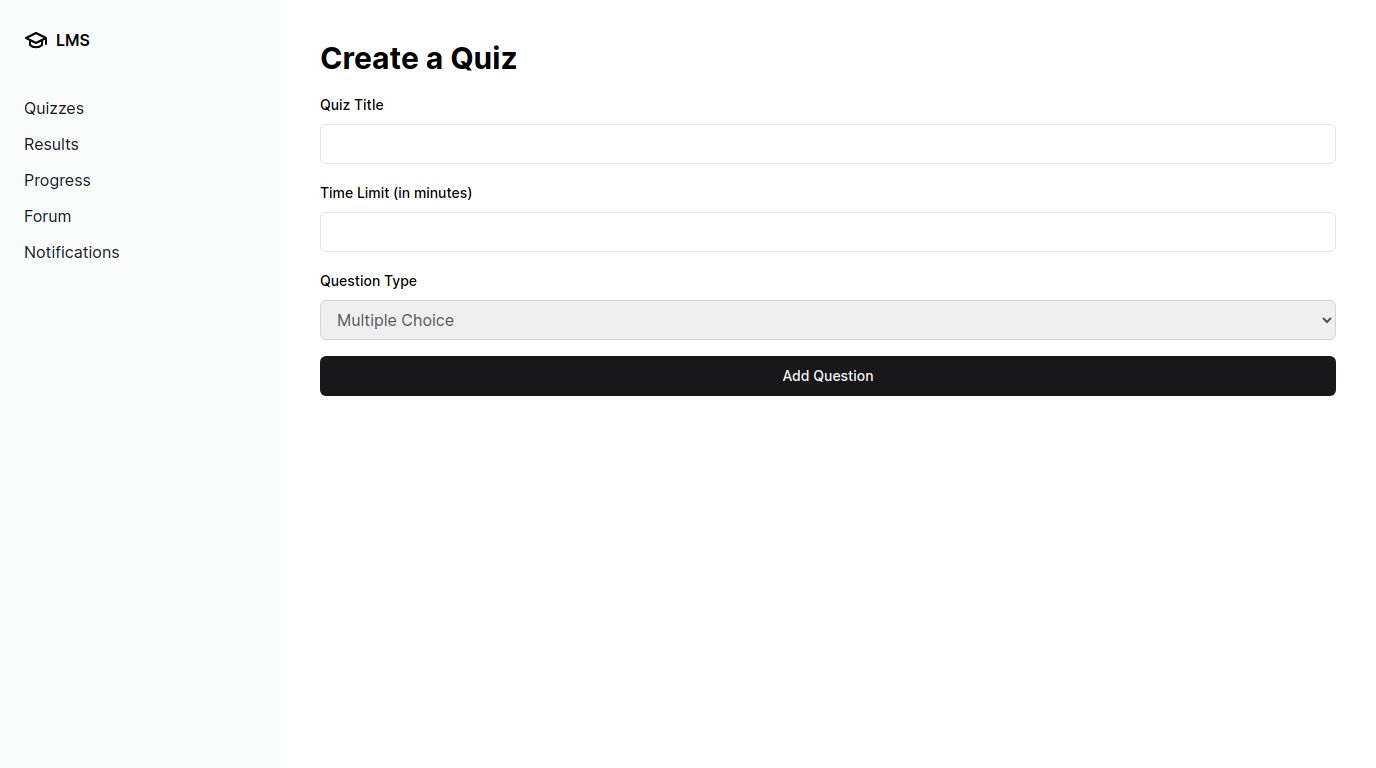 LMS
Quizzes
Results
Progress
Forum
Notifications
Create a Quiz
Quiz Title
Time Limit (in minutes)
Question Type
Multiple Choice
Add Question